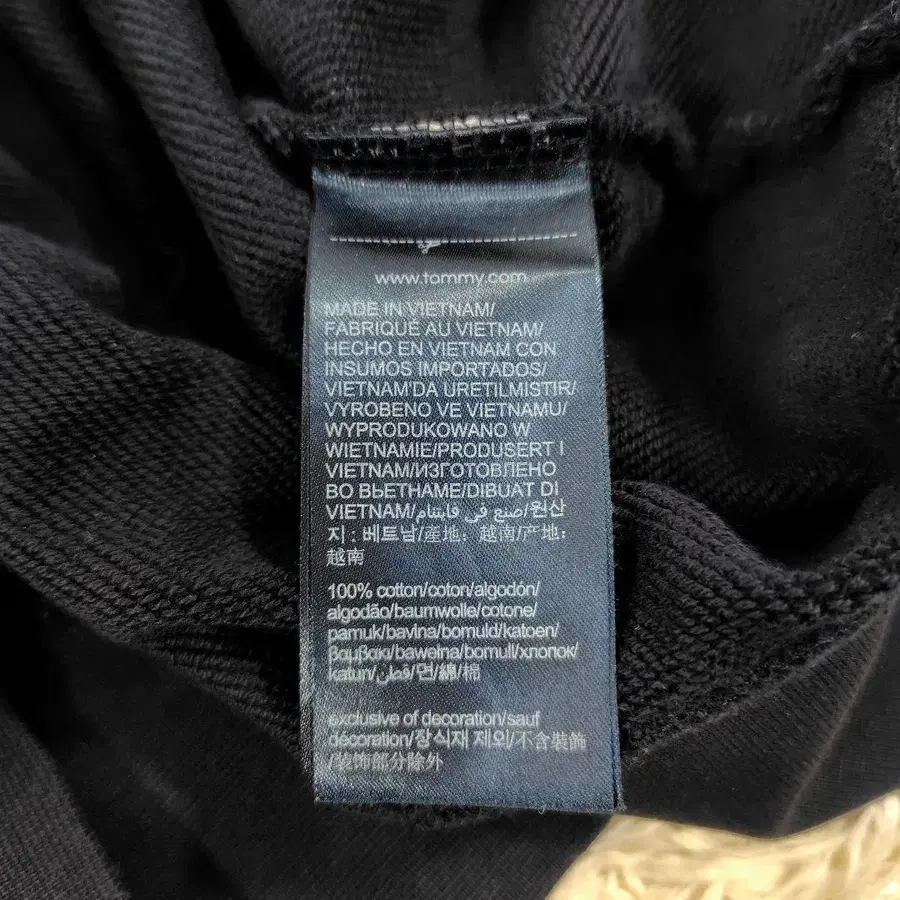 www.tommy.com
MADE IN VIETNAM/
FABRIQUÉ AU VIETNAM/
HECHO EN VIETNAM CON
INSUMOS IMPORTADOS/
VIETNAM'DA URETILMISTIR/
VYROBENO VE VIETNAMU/
WYPRODUKOWANO W
WIETNAMIE/PRODUSERT I
VIETNAM/ИЗГОТОВЛЕНО
ВО ВЬЕТНАМЕ/DIBUAT DI
VIETNAM/صنع في فايتنام/원산
지 : 베트남/產地：越南/产地：
越南
100% cotton/coton/algodón/
algodão/baumwolle/cotone/
pamuk/bavlna/bomuld/katoen/
βαμβακι/bawełna/bomull/хлопок/
katun/قطن/면/綿/棉
exclusive of decoration/sauf
décoration/장식재 제외/不含裝飾
/装饰部分除外